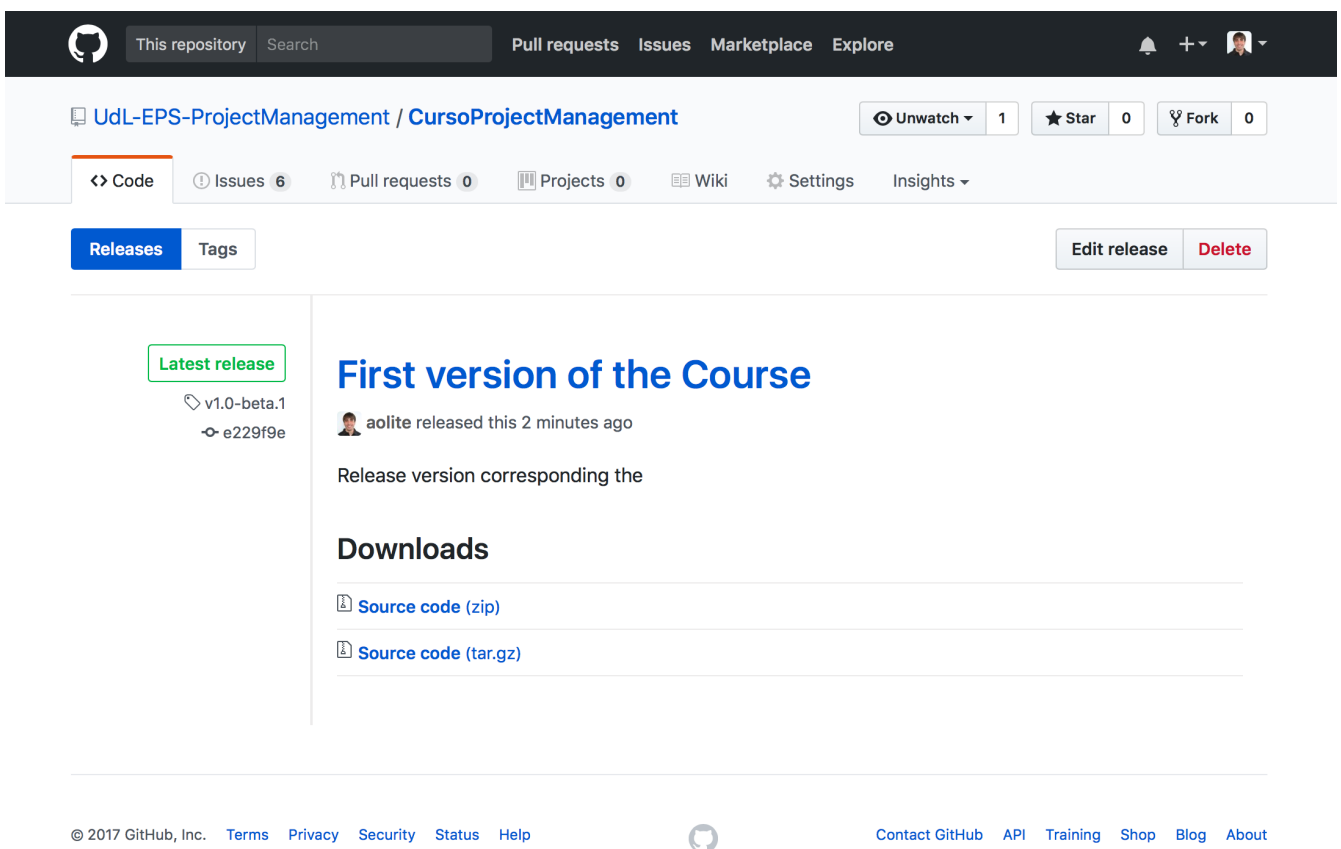 This repository Search Pull requests Issues Marketplace Explore
UdL-EPS-ProjectManagement / CursoProjectManagement Unwatch 1 Star 0 Fork 0
Code Issues 6 Pull requests 0 Projects 0 Wiki Settings Insights
Releases Tags Edit release Delete
Latest release
v1.0-beta.1
e229f9e
First version of the Course
aolite released this 2 minutes ago
Release version corresponding the
Downloads
Source code (zip)
Source code (tar.gz)
© 2017 GitHub, Inc. Terms Privacy Security Status Help Contact GitHub API Training Shop Blog About